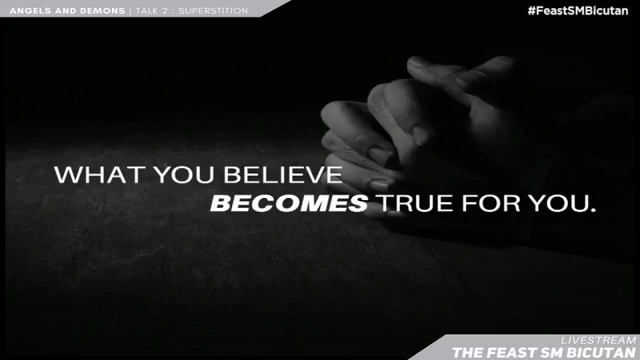 ANGELS AND DEMONS | TALK 2 : SUPERSTITION
#FeastSMBicutan
WHAT YOU BELIEVE
BECOMES TRUE FOR YOU.
LIVESTREAM
THE FEAST SM BICUTAN